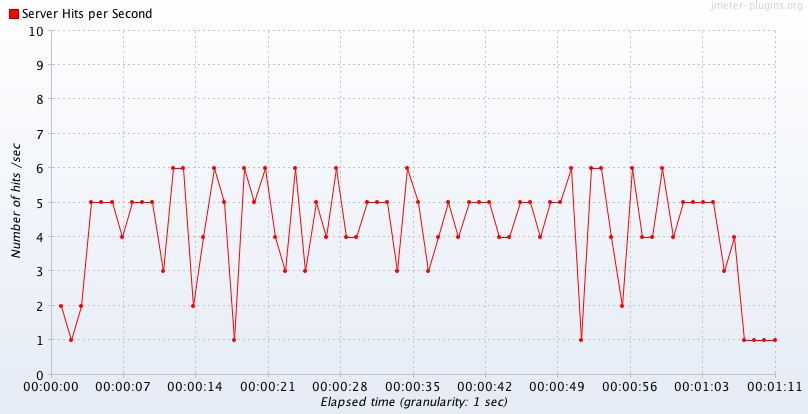 jmeter-plugins.org
Server Hits per Second
10
9
8
7
6
5
4
3
2
1
0
Number of hits /sec
00:00:00 00:00:07 00:00:14 00:00:21 00:00:28 00:00:35 00:00:42 00:00:49 00:00:56 00:01:03 00:01:11
Elapsed time (granularity: 1 sec)